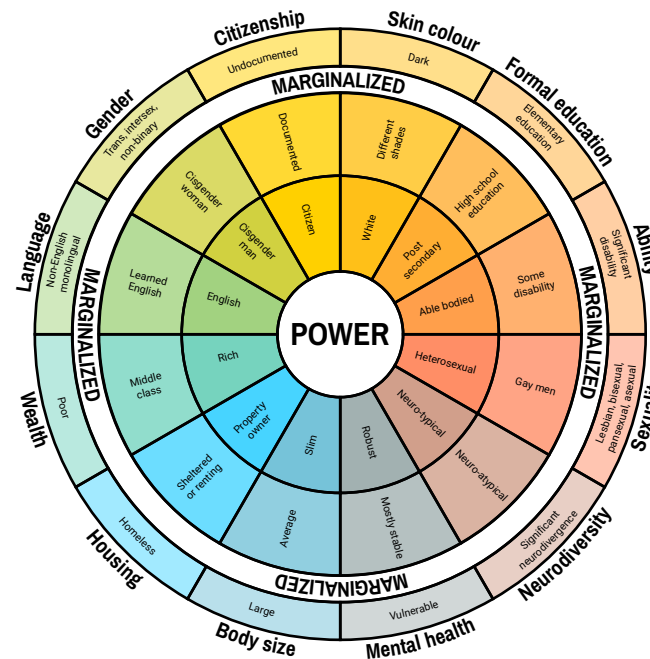 Citizenship
Undocumented
Documented
Citizen
Skin colour
Dark
Different
shades
White
Formal education
Elementary
education
High school
education
Post
secondary
Ability
Significant
disability
Some
disability
Able bodied
Sexuality
Lesbian, bisexual,
pansexual, asexual
Gay men
Heterosexual
Neurodiversity
Significant
neurodivergence
Neuro-atypical
Neuro-typical
Mental health
Vulnerable
Mostly stable
Robust
Body size
Large
Average
Slim
Housing
Homeless
Sheltered
or renting
Property
owner
Wealth
Poor
Middle
class
Rich
Language
Non-English
monolingual
Learned
English
English
Gender
Trans, intersex,
non-binary
Cisgender
woman
Cisgender
man
MARGINALIZED
MARGINALIZED
MARGINALIZED
MARGINALIZED
POWER